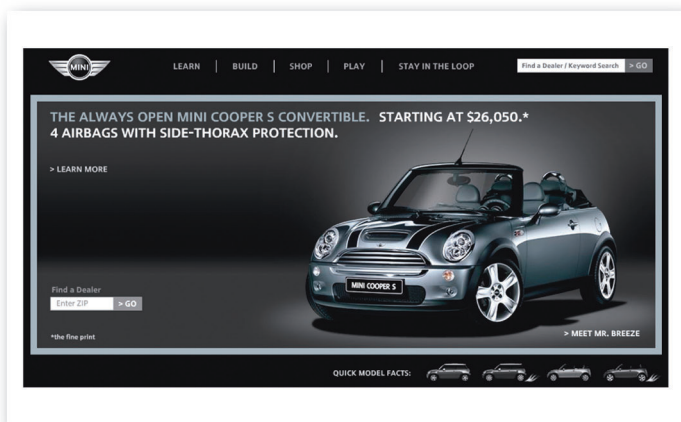 MINI
LEARN | BUILD | SHOP | PLAY | STAY IN THE LOOP
Find a Dealer / Keyword Search > GO
THE ALWAYS OPEN MINI COOPER S CONVERTIBLE. STARTING AT $26,050.*
4 AIRBAGS WITH SIDE-THORAX PROTECTION.
> LEARN MORE
MINI COOPER S
Find a Dealer
Enter ZIP > GO
*the fine print
> MEET MR. BREEZE
QUICK MODEL FACTS: